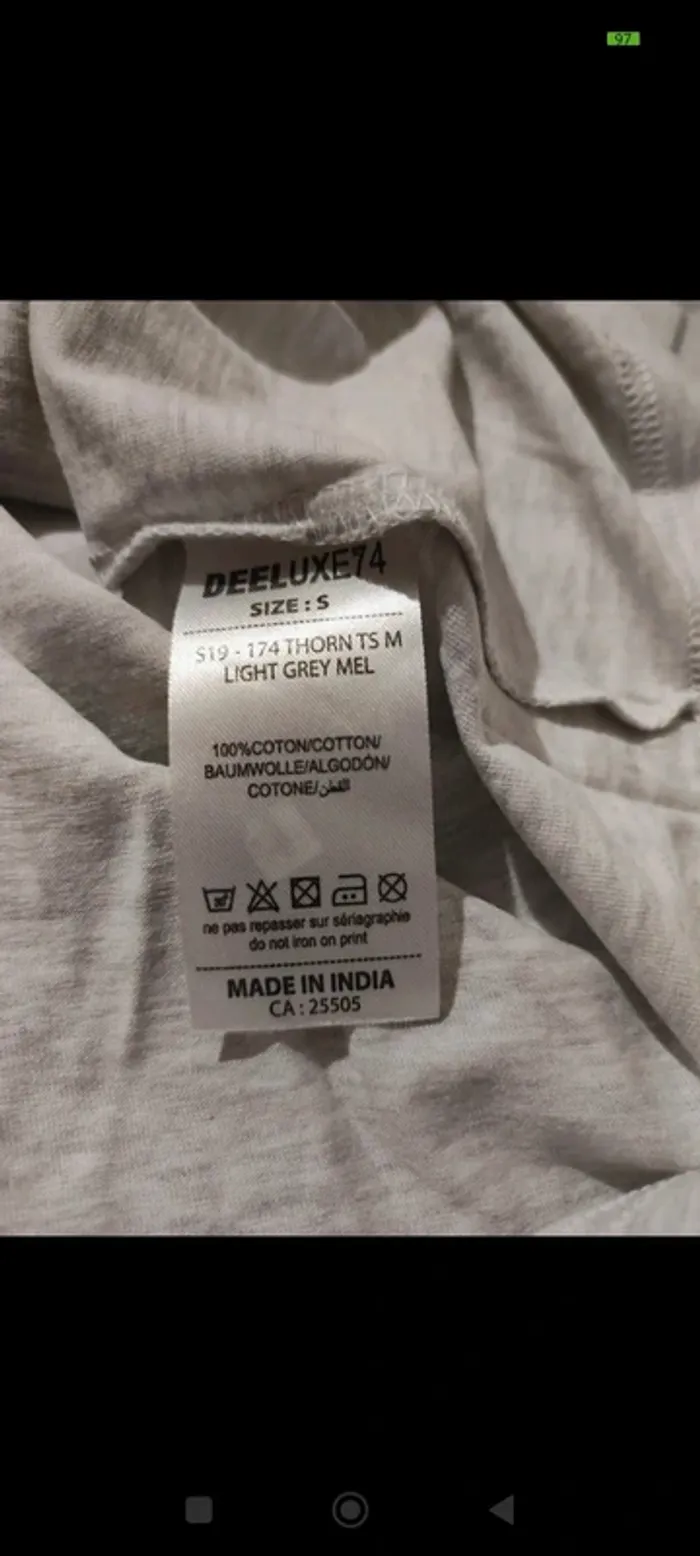 97
DEELUXE74
SIZE : S
S19 - 174 THORN TS M
LIGHT GREY MEL
100%COTON/COTTON/
BAUMWOLLE/ALGODÓN/
COTONE/القطن
ne pas repasser sur sériagraphie
do not iron on print
MADE IN INDIA
CA : 25505